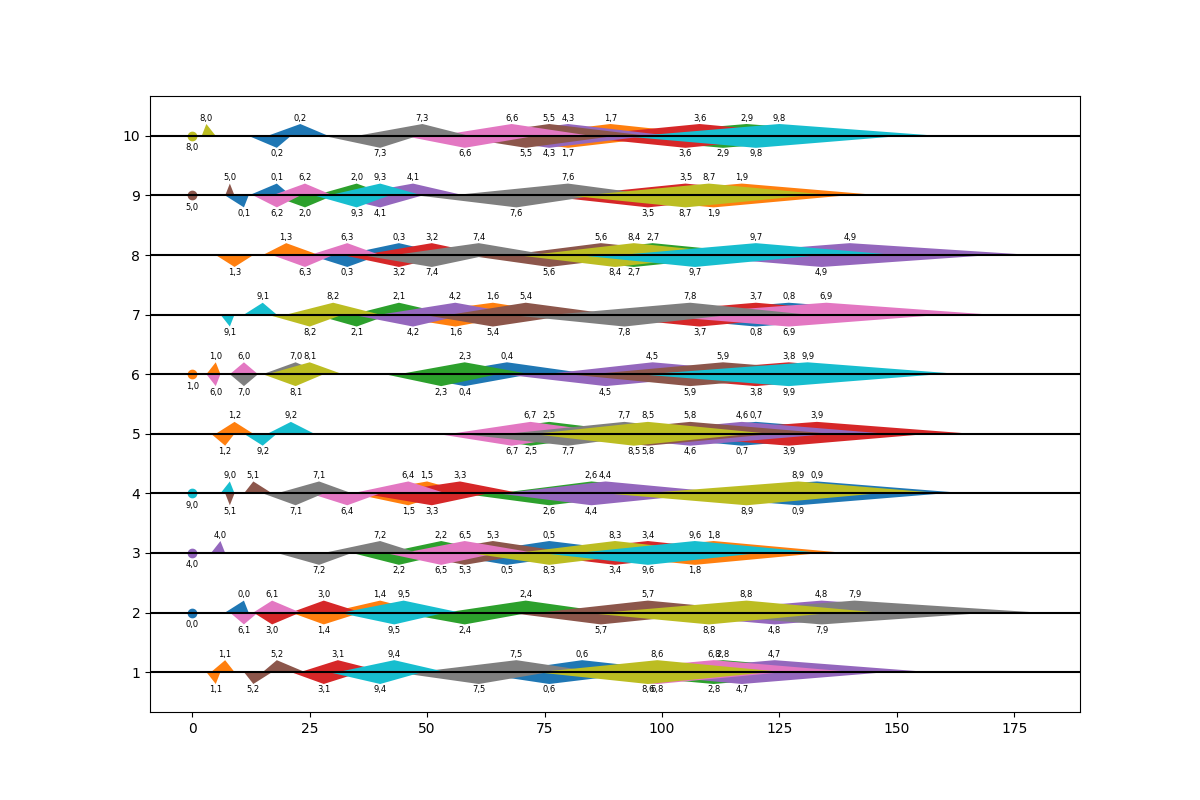 8,0 0,2 7,3 6,6 5,5 4,3 1,7 3,6 2,9 9,8
10
8,0 0,2 7,3 6,6 5,5 4,3 1,7 3,6 2,9 9,8
5,0 0,1 6,2 2,0 9,3 4,1 7,6 3,5 8,7 1,9
9
5,0 0,1 6,2 2,0 9,3 4,1 7,6 3,5 8,7 1,9
1,3 6,3 0,3 3,2 7,4 5,6 8,4 2,7 9,7 4,9
8
1,3 6,3 0,3 3,2 7,4 5,6 8,4 2,7 9,7 4,9
9,1 8,2 2,1 4,2 1,6 5,4 7,8 3,7 0,8 6,9
7
9,1 8,2 2,1 4,2 1,6 5,4 7,8 3,7 0,8 6,9
1,0 6,0 7,0 8,1 2,3 0,4 4,5 5,9 3,8 9,9
6
1,0 6,0 7,0 8,1 2,3 0,4 4,5 5,9 3,8 9,9
1,2 9,2 6,7 2,5 7,7 8,5 5,8 4,6 0,7 3,9
5
1,2 9,2 6,7 2,5 7,7 8,5 5,8 4,6 0,7 3,9
9,0 5,1 7,1 6,4 1,5 3,3 2,6 4,4 8,9 0,9
4
9,0 5,1 7,1 6,4 1,5 3,3 2,6 4,4 8,9 0,9
4,0 7,2 2,2 6,5 5,3 0,5 8,3 3,4 9,6 1,8
3
4,0 7,2 2,2 6,5 5,3 0,5 8,3 3,4 9,6 1,8
0,0 6,1 3,0 1,4 9,5 2,4 5,7 8,8 4,8 7,9
2
0,0 6,1 3,0 1,4 9,5 2,4 5,7 8,8 4,8 7,9
1,1 5,2 3,1 9,4 7,5 0,6 8,6 6,8 2,8 4,7
1
1,1 5,2 3,1 9,4 7,5 0,6 8,6 6,8 2,8 4,7
0 25 50 75 100 125 150 175